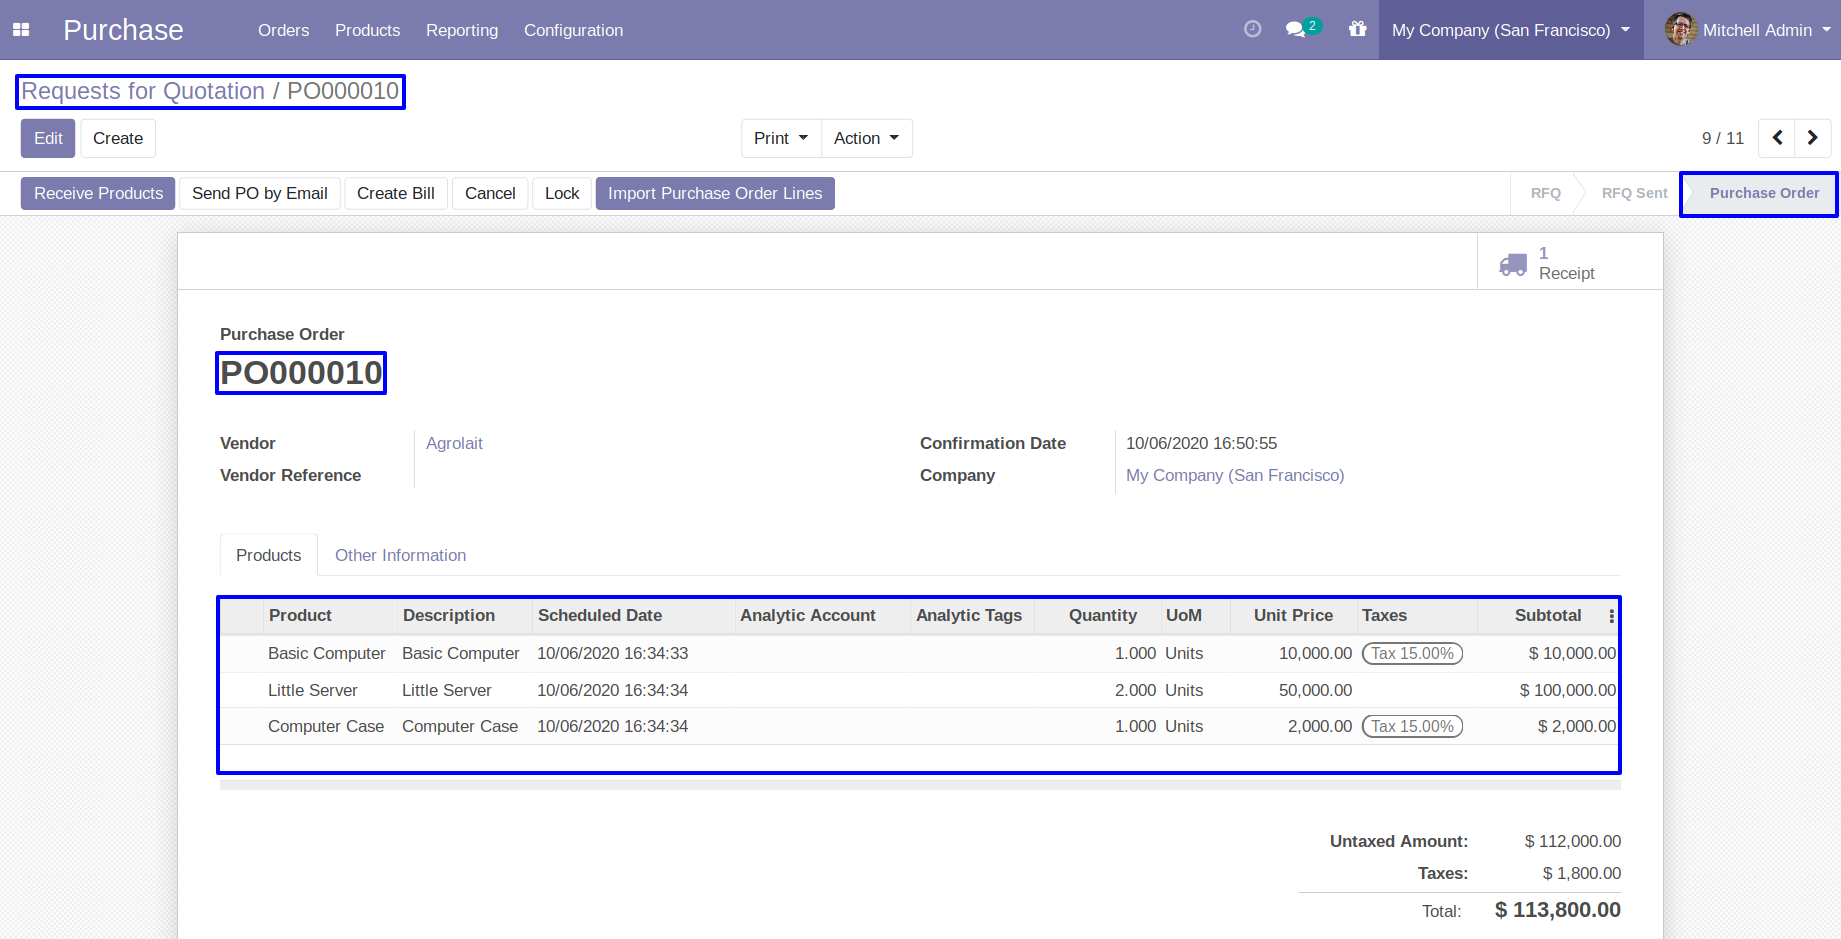 Purchase Orders Products Reporting Configuration 2 My Company (San Francisco) Mitchell Admin
Requests for Quotation / PO000010
Edit Create Print Action 9 / 11
Receive Products Send PO by Email Create Bill Cancel Lock Import Purchase Order Lines RFQ RFQ Sent Purchase Order
1
Receipt
Purchase Order
PO000010
Vendor Agrolait Confirmation Date 10/06/2020 16:50:55
Vendor Reference Company My Company (San Francisco)
Products Other Information
Product Description Scheduled Date Analytic Account Analytic Tags Quantity UoM Unit Price Taxes Subtotal
Basic Computer Basic Computer 10/06/2020 16:34:33 1.000 Units 10,000.00 Tax 15.00% $ 10,000.00
Little Server Little Server 10/06/2020 16:34:34 2.000 Units 50,000.00 $ 100,000.00
Computer Case Computer Case 10/06/2020 16:34:34 1.000 Units 2,000.00 Tax 15.00% $ 2,000.00
Untaxed Amount: $ 112,000.00
Taxes: $ 1,800.00
Total: $ 113,800.00